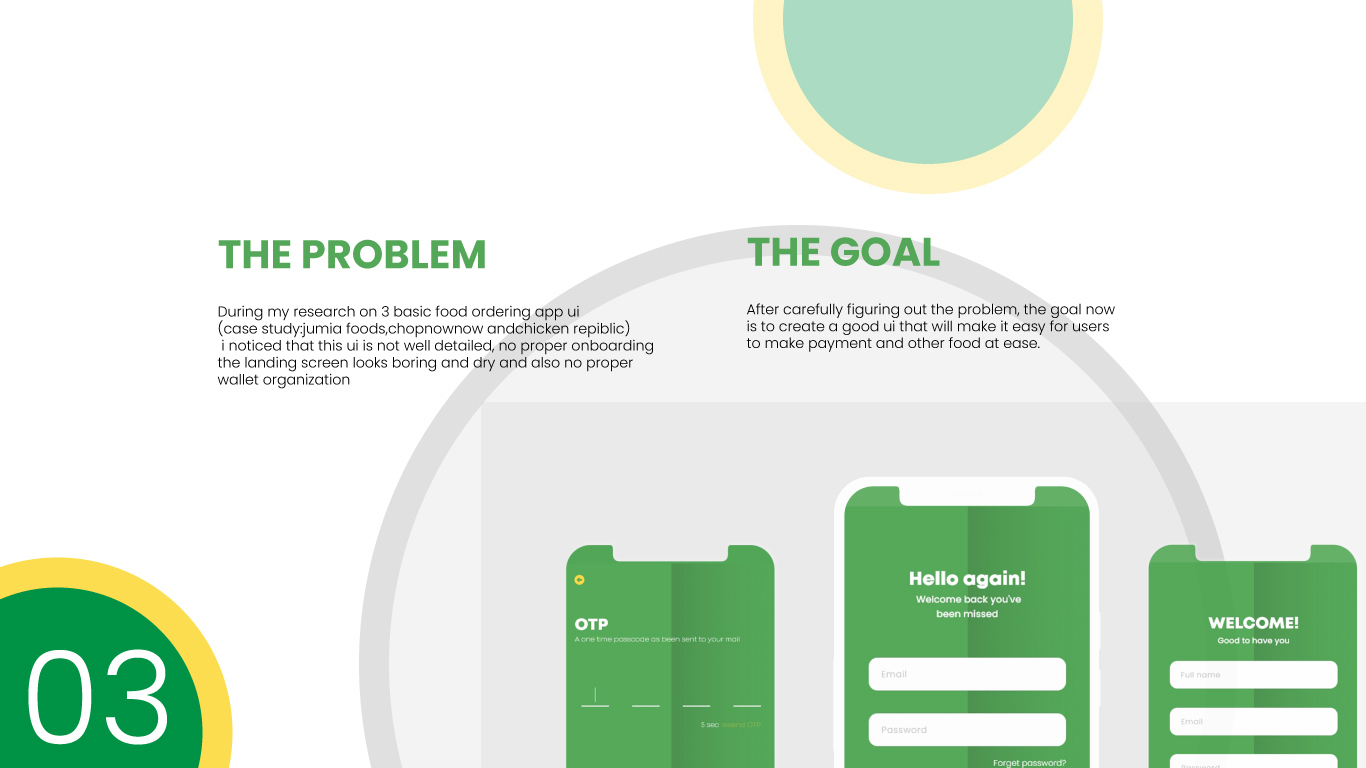 THE PROBLEM
During my research on 3 basic food ordering app ui
(case study:jumia foods,chopnownow andchicken repiblic)
i noticed that this ui is not well detailed, no proper onboarding
the landing screen looks boring and dry and also no proper
wallet organization
THE GOAL
After carefully figuring out the problem, the goal now
is to create a good ui that will make it easy for users
to make payment and other food at ease.
03
OTP
A one time passcode as been sent to your mail
5 sec resend OTP
Hello again!
Welcome back you've
been missed
Email
Password
Forget password?
WELCOME!
Good to have you
Full name
Email
Password